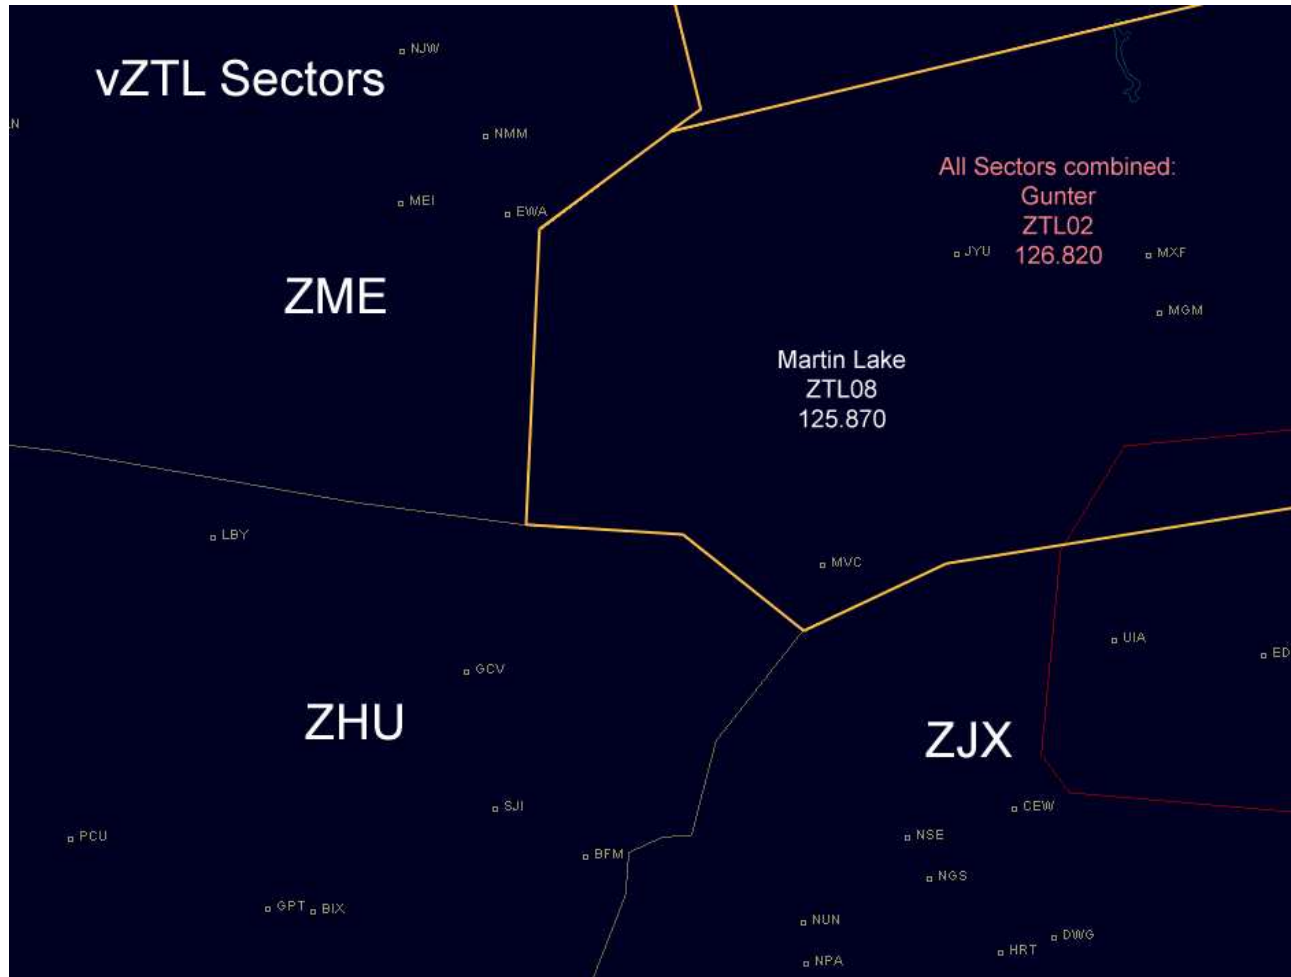 NJW
vZTL Sectors
LN
NMM
All Sectors combined:
Gunter
ZTL02
126.820
MEI
EWA
JYU
MXF
ZME
MGM
Martin Lake
ZTL08
125.870
LBY
MVC
UIA
ED
GCV
ZHU
ZJX
SJI
CEW
PCU
NSE
BFM
NGS
GPT
BIX
NUN
DWG
HRT
NPA